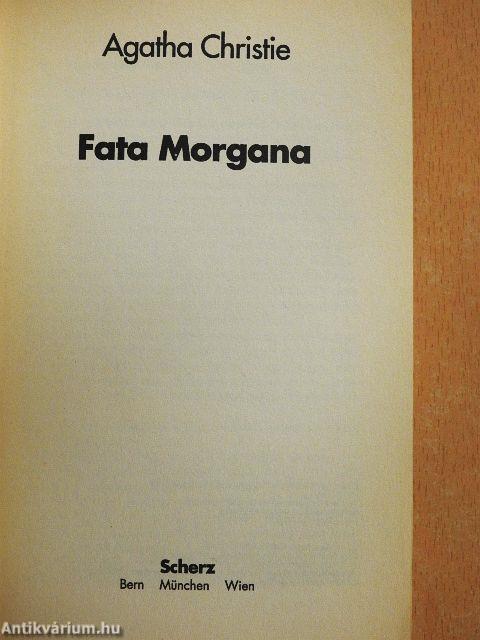 Agatha Christie
Fata Morgana
Scherz
Bern München Wien
Antikvárium.hu